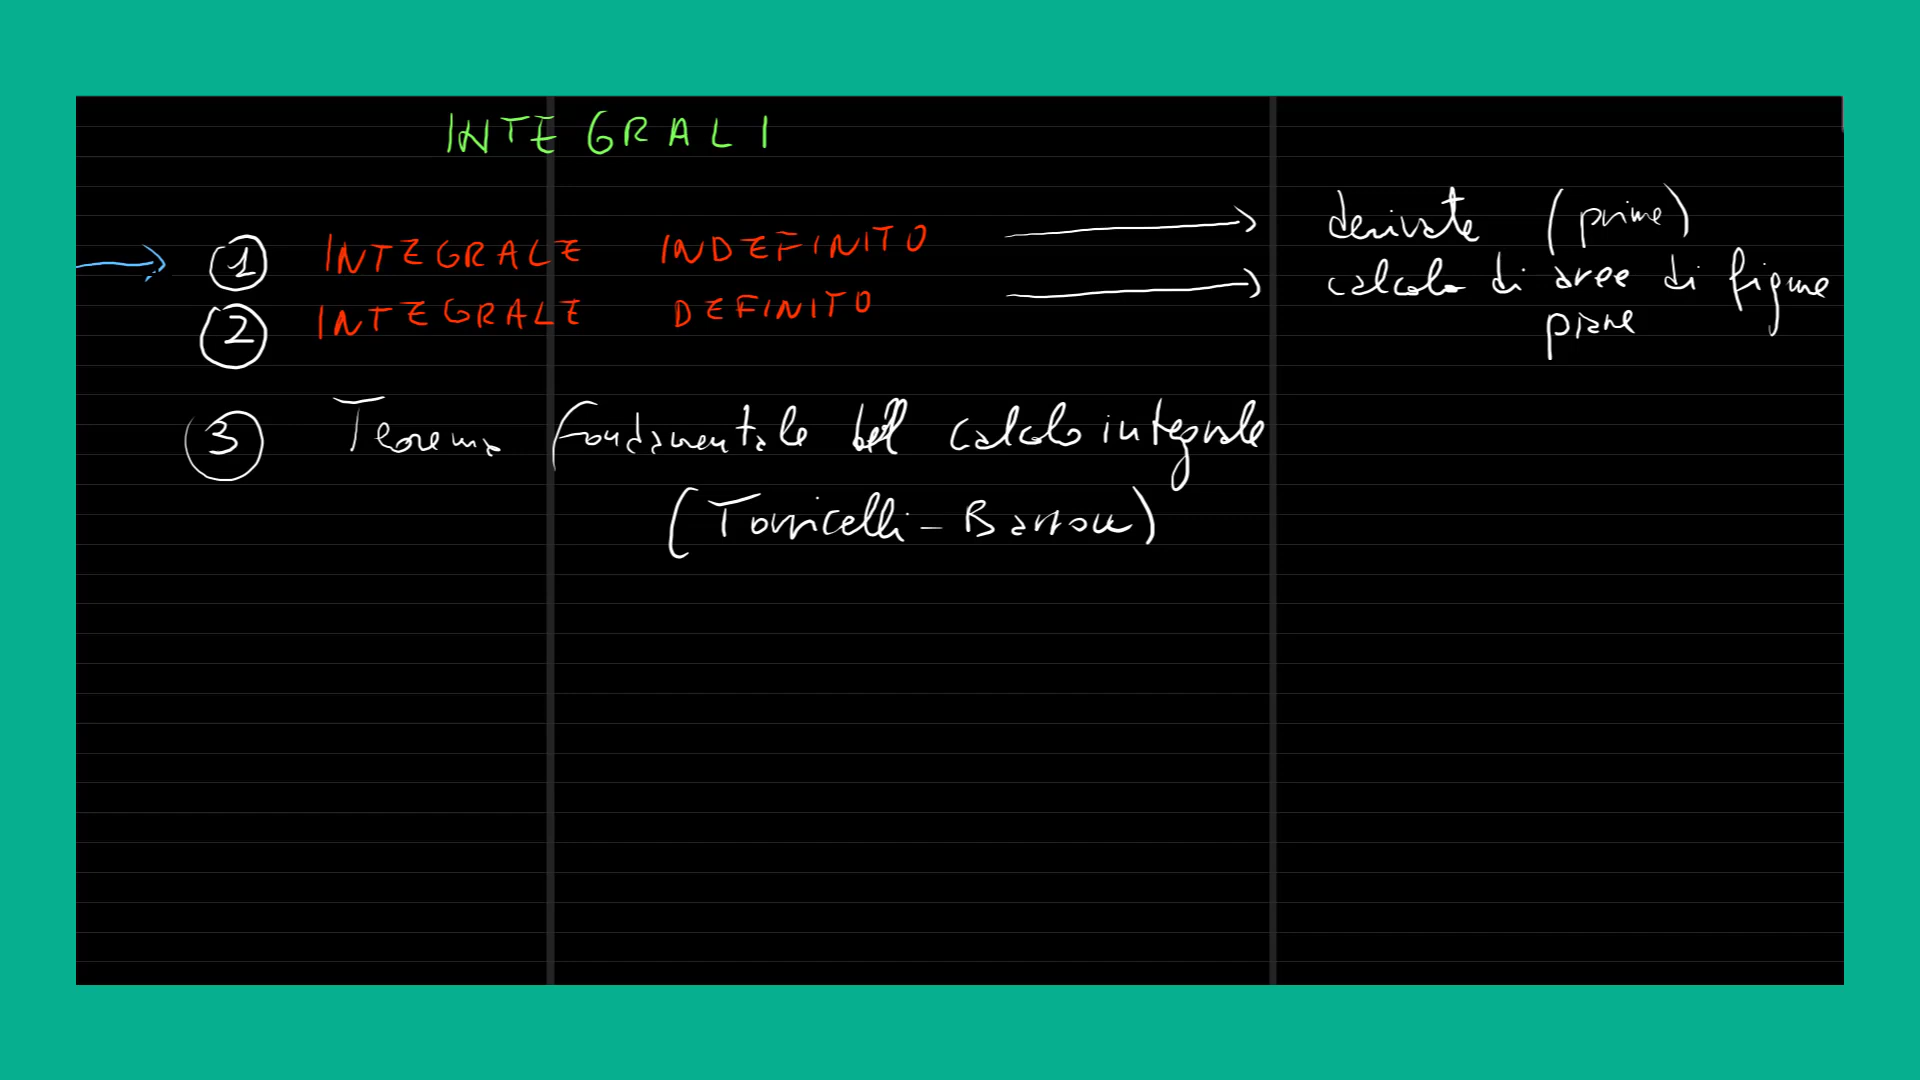 INTEGRALI
1 INTEGRALE INDEFINITO derivate (prime)
2 INTEGRALE DEFINITO calcolo di aree di figure
piane
3 Teorema fondamentale del calcolo integrale
(Torricelli - Barrow)